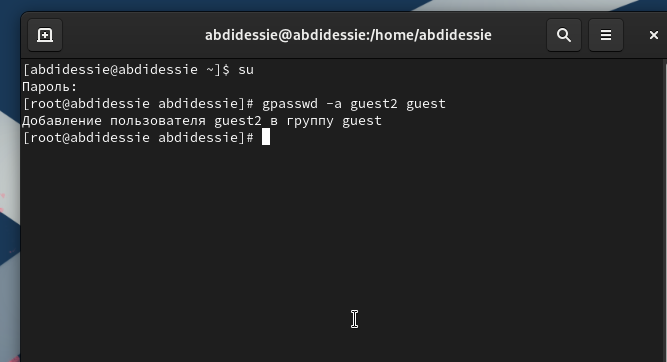 abdidessie@abdidessie:/home/abdidessie
[abdidessie@abdidessie ~]$ su
Пароль:
[root@abdidessie abdidessie]# gpasswd -a guest2 guest
Добавление пользователя guest2 в группу guest
[root@abdidessie abdidessie]#